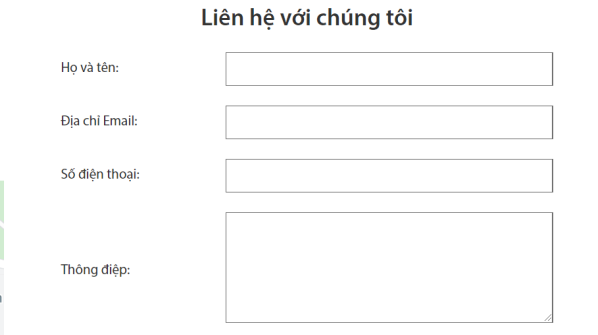 Liên hệ với chúng tôi
Họ và tên:
Địa chỉ Email:
Số điện thoại:
Thông điệp: